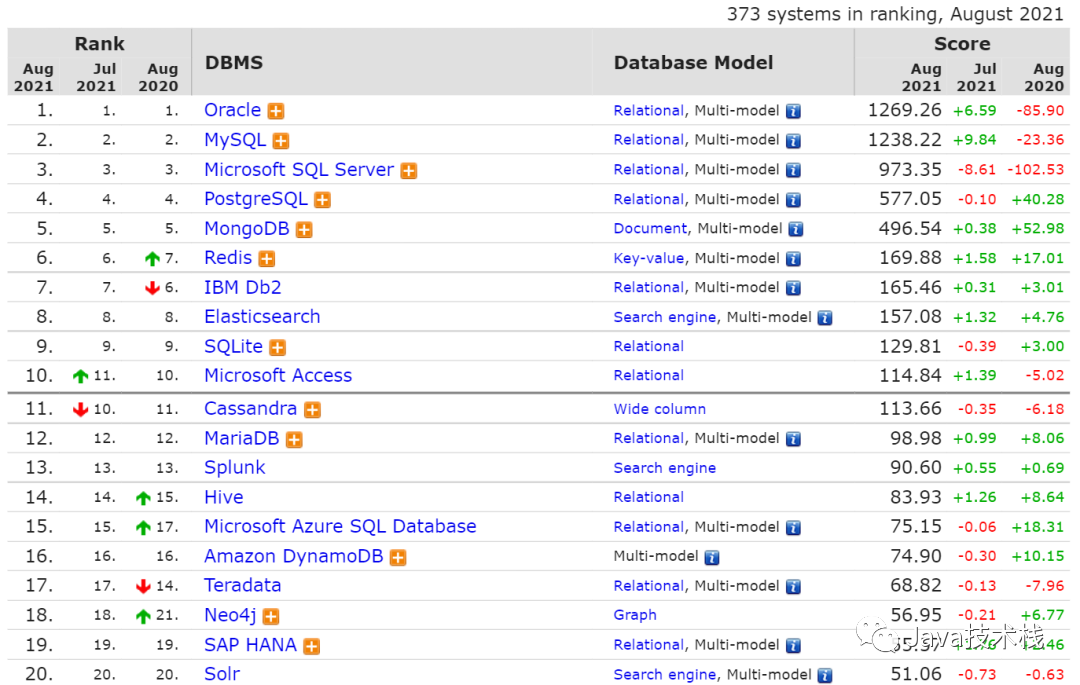 373 systems in ranking, August 2021
Rank DBMS Database Model Score
Aug 2021 Jul 2021 Aug 2020 Aug 2021 Jul 2021 Aug 2020
1. 1. 1. Oracle Relational, Multi-model 1269.26 +6.59 -85.90
2. 2. 2. MySQL Relational, Multi-model 1238.22 +9.84 -23.36
3. 3. 3. Microsoft SQL Server Relational, Multi-model 973.35 -8.61 -102.53
4. 4. 4. PostgreSQL Relational, Multi-model 577.05 -0.10 +40.28
5. 5. 5. MongoDB Document, Multi-model 496.54 +0.38 +52.98
6. 6. 7. Redis Key-value, Multi-model 169.88 +1.58 +17.01
7. 7. 6. IBM Db2 Relational, Multi-model 165.46 +0.31 +3.01
8. 8. 8. Elasticsearch Search engine, Multi-model 157.08 +1.32 +4.76
9. 9. 9. SQLite Relational 129.81 -0.39 +3.00
10. 11. 10. Microsoft Access Relational 114.84 +1.39 -5.02
11. 10. 11. Cassandra Wide column 113.66 -0.35 -6.18
12. 12. 12. MariaDB Relational, Multi-model 98.98 +0.99 +8.06
13. 13. 13. Splunk Search engine 90.60 +0.55 +0.69
14. 14. 15. Hive Relational 83.93 +1.26 +8.64
15. 15. 17. Microsoft Azure SQL Database Relational, Multi-model 75.15 -0.06 +18.31
16. 16. 16. Amazon DynamoDB Multi-model 74.90 -0.30 +10.15
17. 17. 14. Teradata Relational, Multi-model 68.82 -0.13 -7.96
18. 18. 21. Neo4j Graph 56.95 -0.21 +6.77
Java技术栈
19. 19. 19. SAP HANA Relational, Multi-model
20. 20. 20. Solr Search engine, Multi-model 51.06 -0.73 -0.63